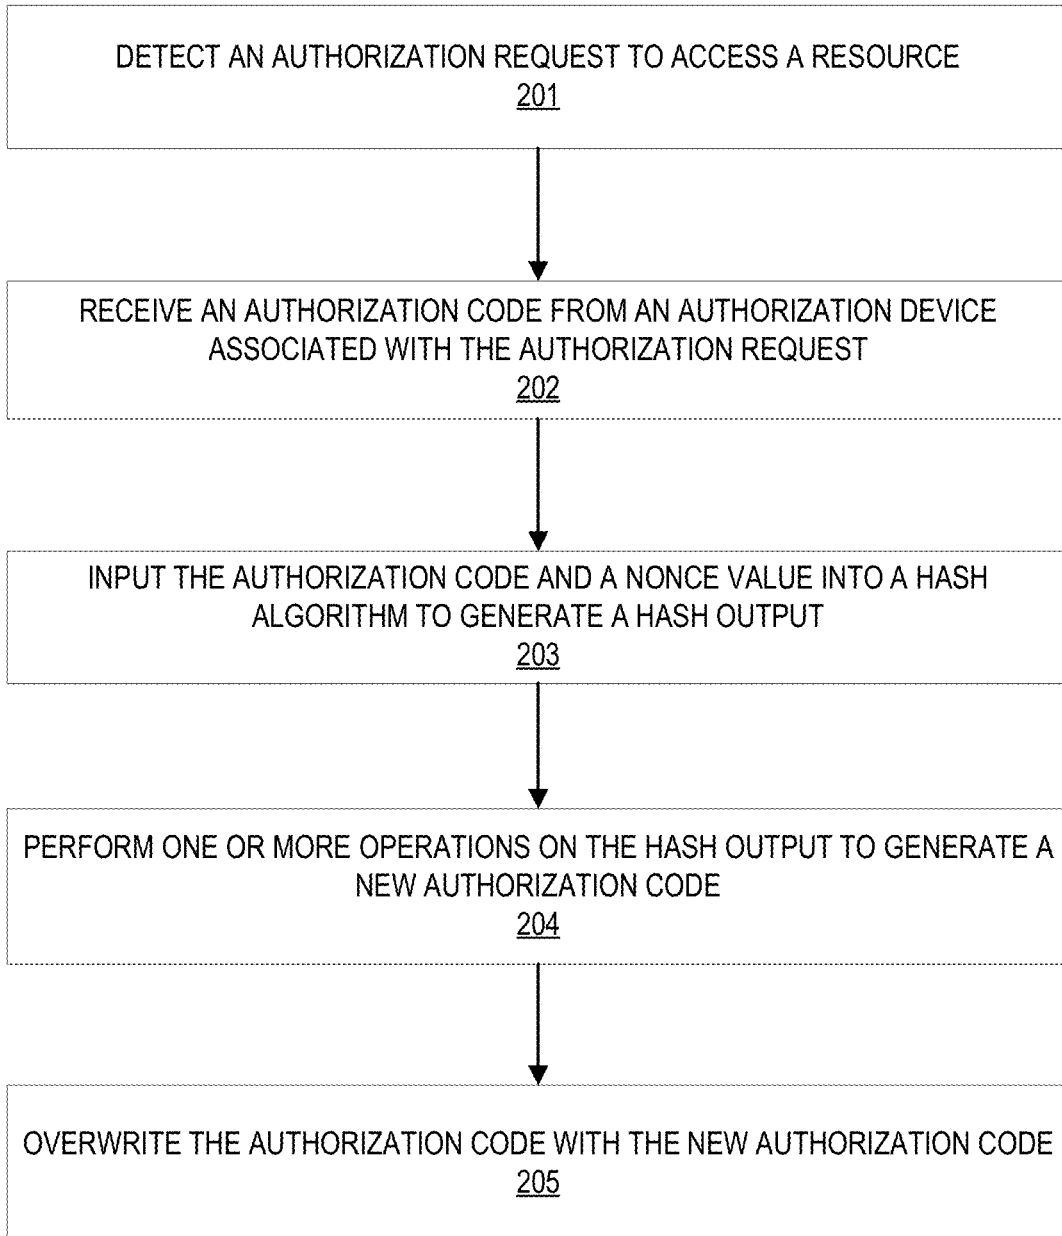 DETECT AN AUTHORIZATION REQUEST TO ACCESS A RESOURCE
201
RECEIVE AN AUTHORIZATION CODE FROM AN AUTHORIZATION DEVICE
ASSOCIATED WITH THE AUTHORIZATION REQUEST
202
INPUT THE AUTHORIZATION CODE AND A NONCE VALUE INTO A HASH
ALGORITHM TO GENERATE A HASH OUTPUT
203
PERFORM ONE OR MORE OPERATIONS ON THE HASH OUTPUT TO GENERATE A
NEW AUTHORIZATION CODE
204
OVERWRITE THE AUTHORIZATION CODE WITH THE NEW AUTHORIZATION CODE
205